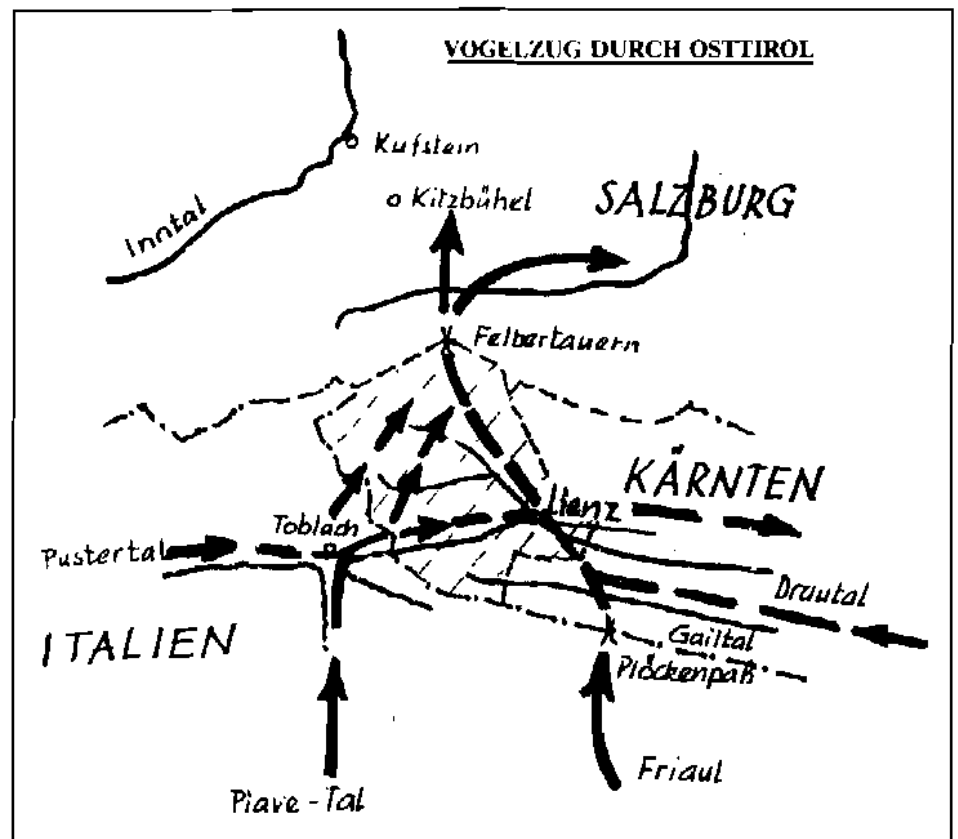 VOGELZUG DURCH OSTTIROL
Kufstein
Kitzbühel
SALZBURG
Inntal
Felbertauern
KÄRNTEN
Lienz
Toblach
Pustertal
Drautal
ITALIEN
Gailtal
Plöckenpaß
Friaul
Piave-Tal